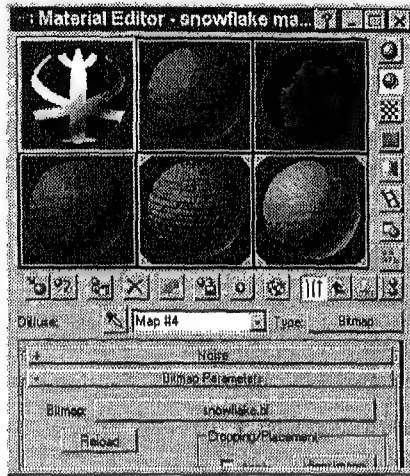 Material Editor - snowflake ma...
Diffuse: Map #4 Type: Bitmap
+ Noise
- Bitmap Parameters
Bitmap: snowflake.tif
Reload Cropping/Placement